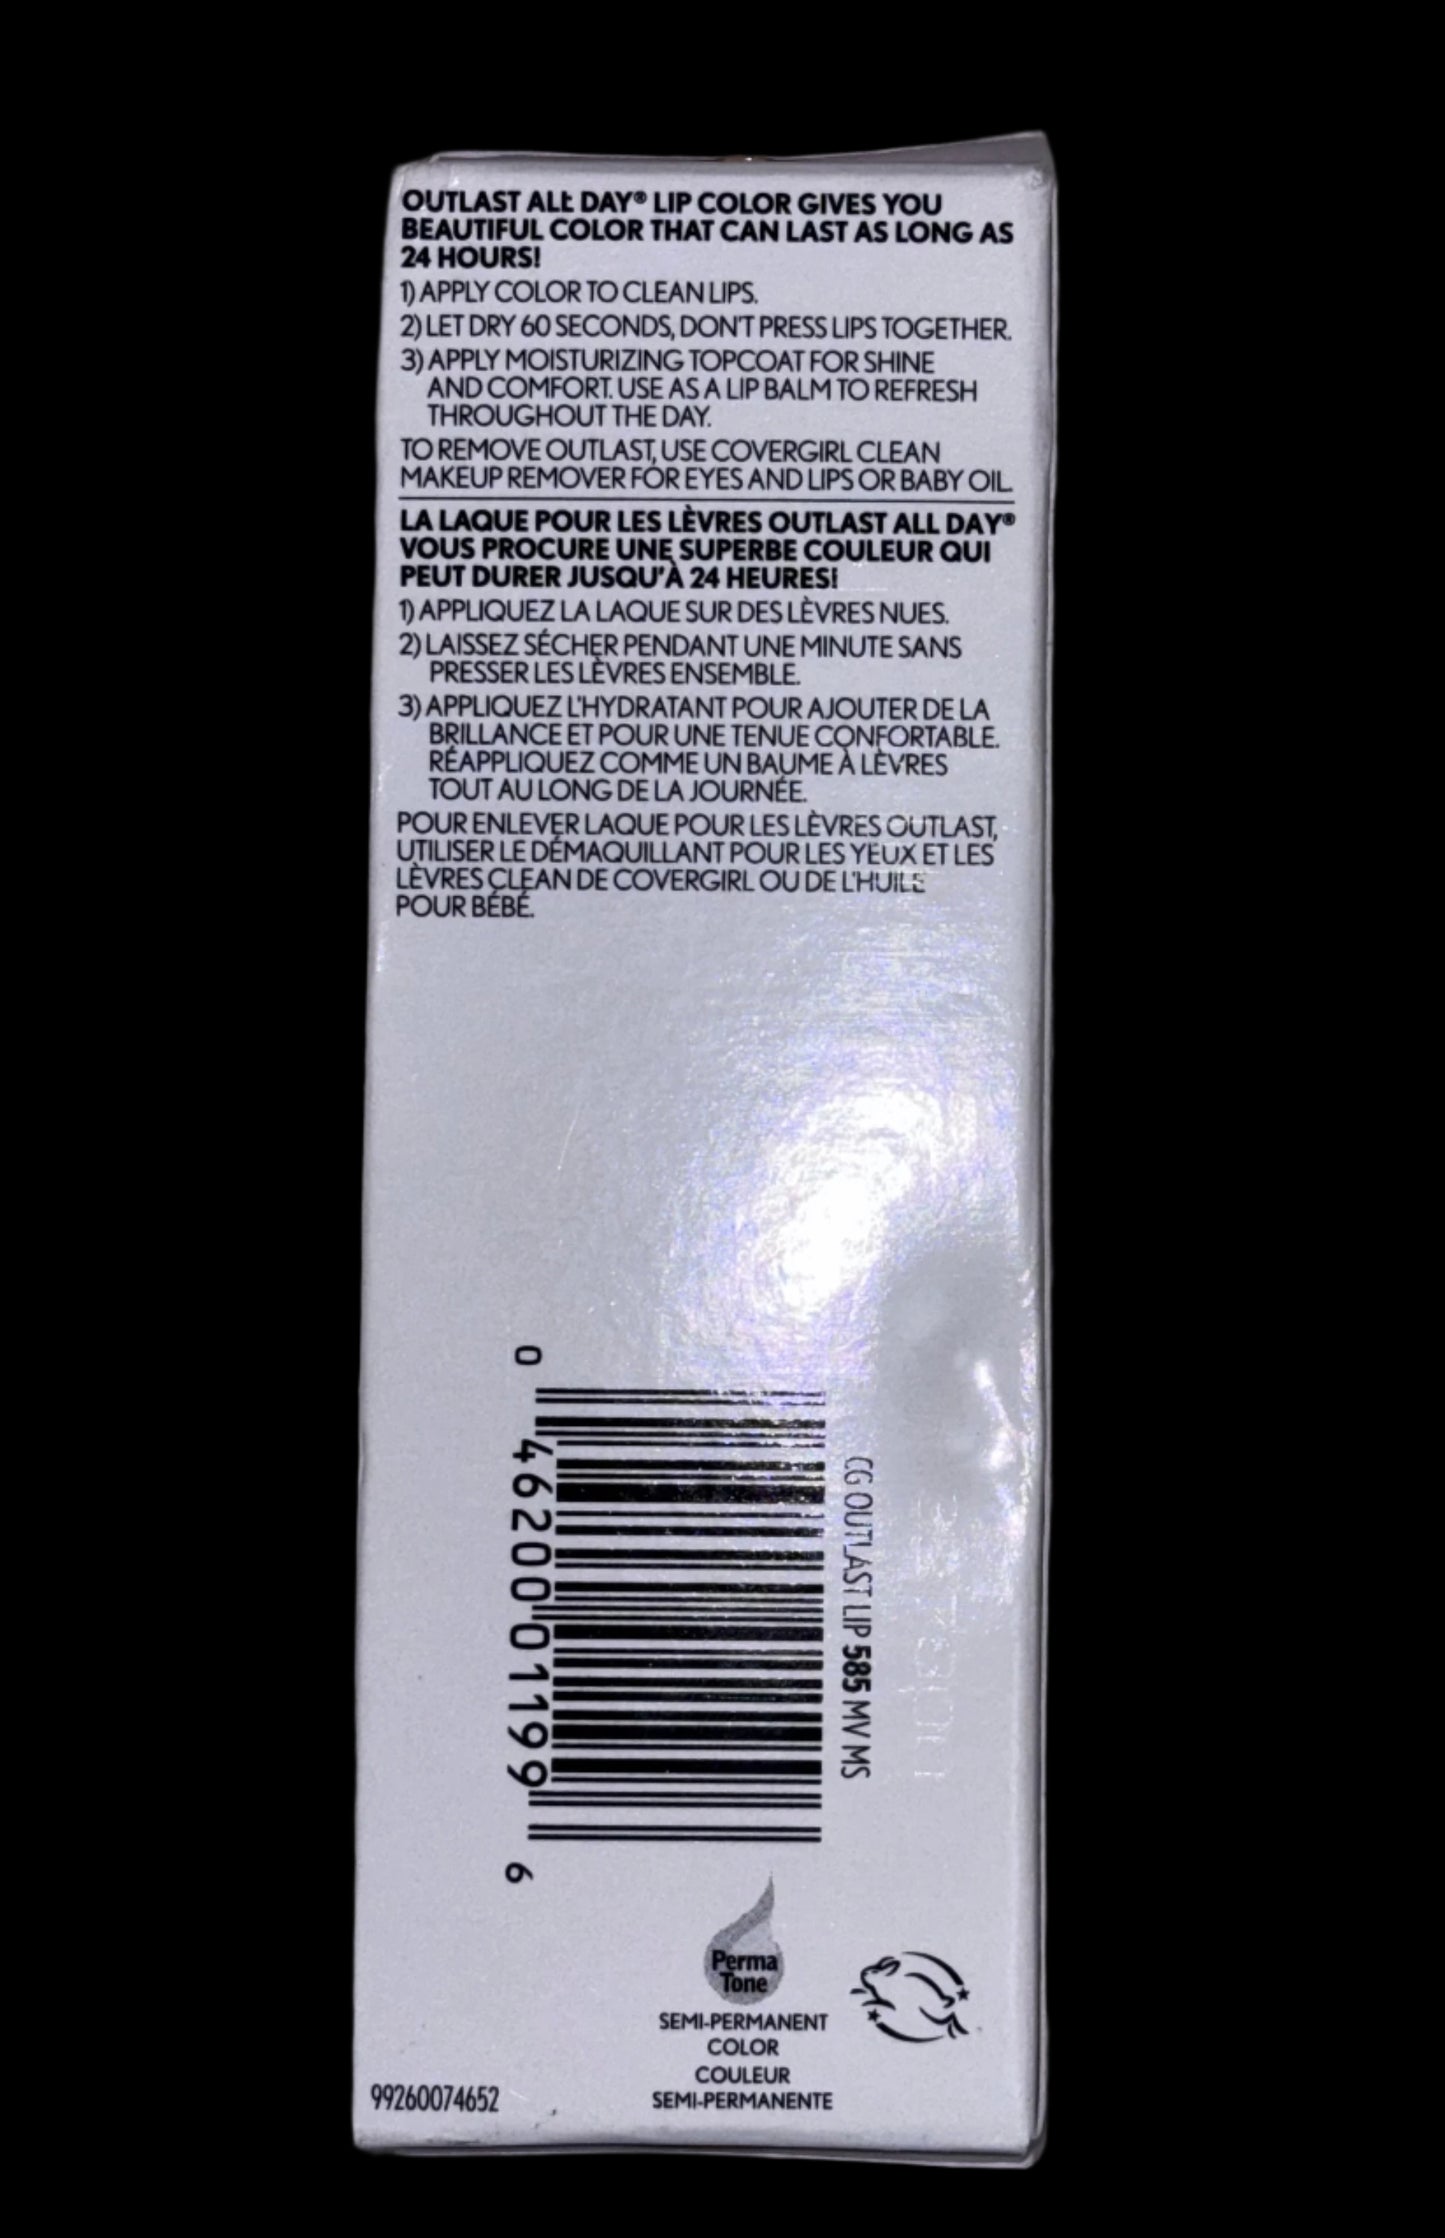 OUTLAST ALL DAY® LIP COLOR GIVES YOU
BEAUTIFUL COLOR THAT CAN LAST AS LONG AS
24 HOURS!
1) APPLY COLOR TO CLEAN LIPS.
2) LET DRY 60 SECONDS, DON'T PRESS LIPS TOGETHER.
3) APPLY MOISTURIZING TOPCOAT FOR SHINE
AND COMFORT. USE AS A LIP BALM TO REFRESH
THROUGHOUT THE DAY.
TO REMOVE OUTLAST, USE COVERGIRL CLEAN
MAKEUP REMOVER FOR EYES AND LIPS OR BABY OIL.
LA LAQUE POUR LES LÈVRES OUTLAST ALL DAY®
VOUS PROCURE UNE SUPERBE COULEUR QUI
PEUT DURER JUSQU'À 24 HEURES!
1) APPLIQUEZ LA LAQUE SUR DES LÈVRES NUES.
2) LAISSEZ SÉCHER PENDANT UNE MINUTE SANS
PRESSER LES LÈVRES ENSEMBLE.
3) APPLIQUEZ L'HYDRATANT POUR AJOUTER DE LA
BRILLANCE ET POUR UNE TENUE CONFORTABLE.
RÉAPPLIQUEZ COMME UN BAUME À LÈVRES
TOUT AU LONG DE LA JOURNÉE.
POUR ENLEVER LAQUE POUR LES LÈVRES OUTLAST,
UTILISER LE DÉMAQUILLANT POUR LES YEUX ET LES
LÈVRES CLEAN DE COVERGIRL OU DE L'HUILE
POUR BÉBÉ.
CG OUTLAST LIP 585 MV MS
0 46200 01199 6
Perma
Tone
SEMI-PERMANENT
COLOR
COULEUR
SEMI-PERMANENTE
99260074652